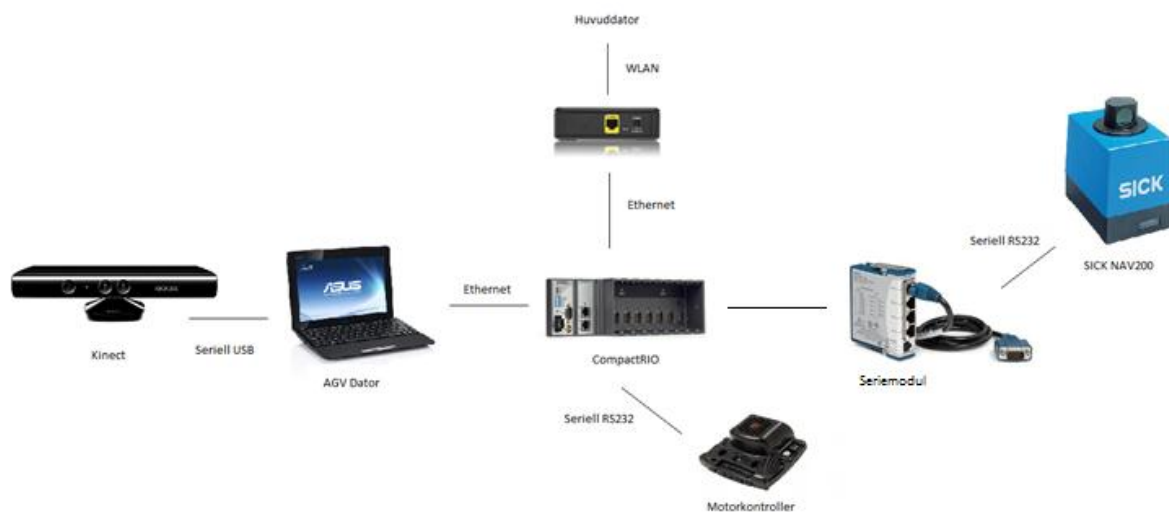 Huvuddator
WLAN
Ethernet
SICK
Seriell RS232
SICK NAV200
Ethernet
ASUS
Seriell USB
Kinect
AGV Dator
CompactRIO
Seriemodul
Seriell RS232
Motorkontroller